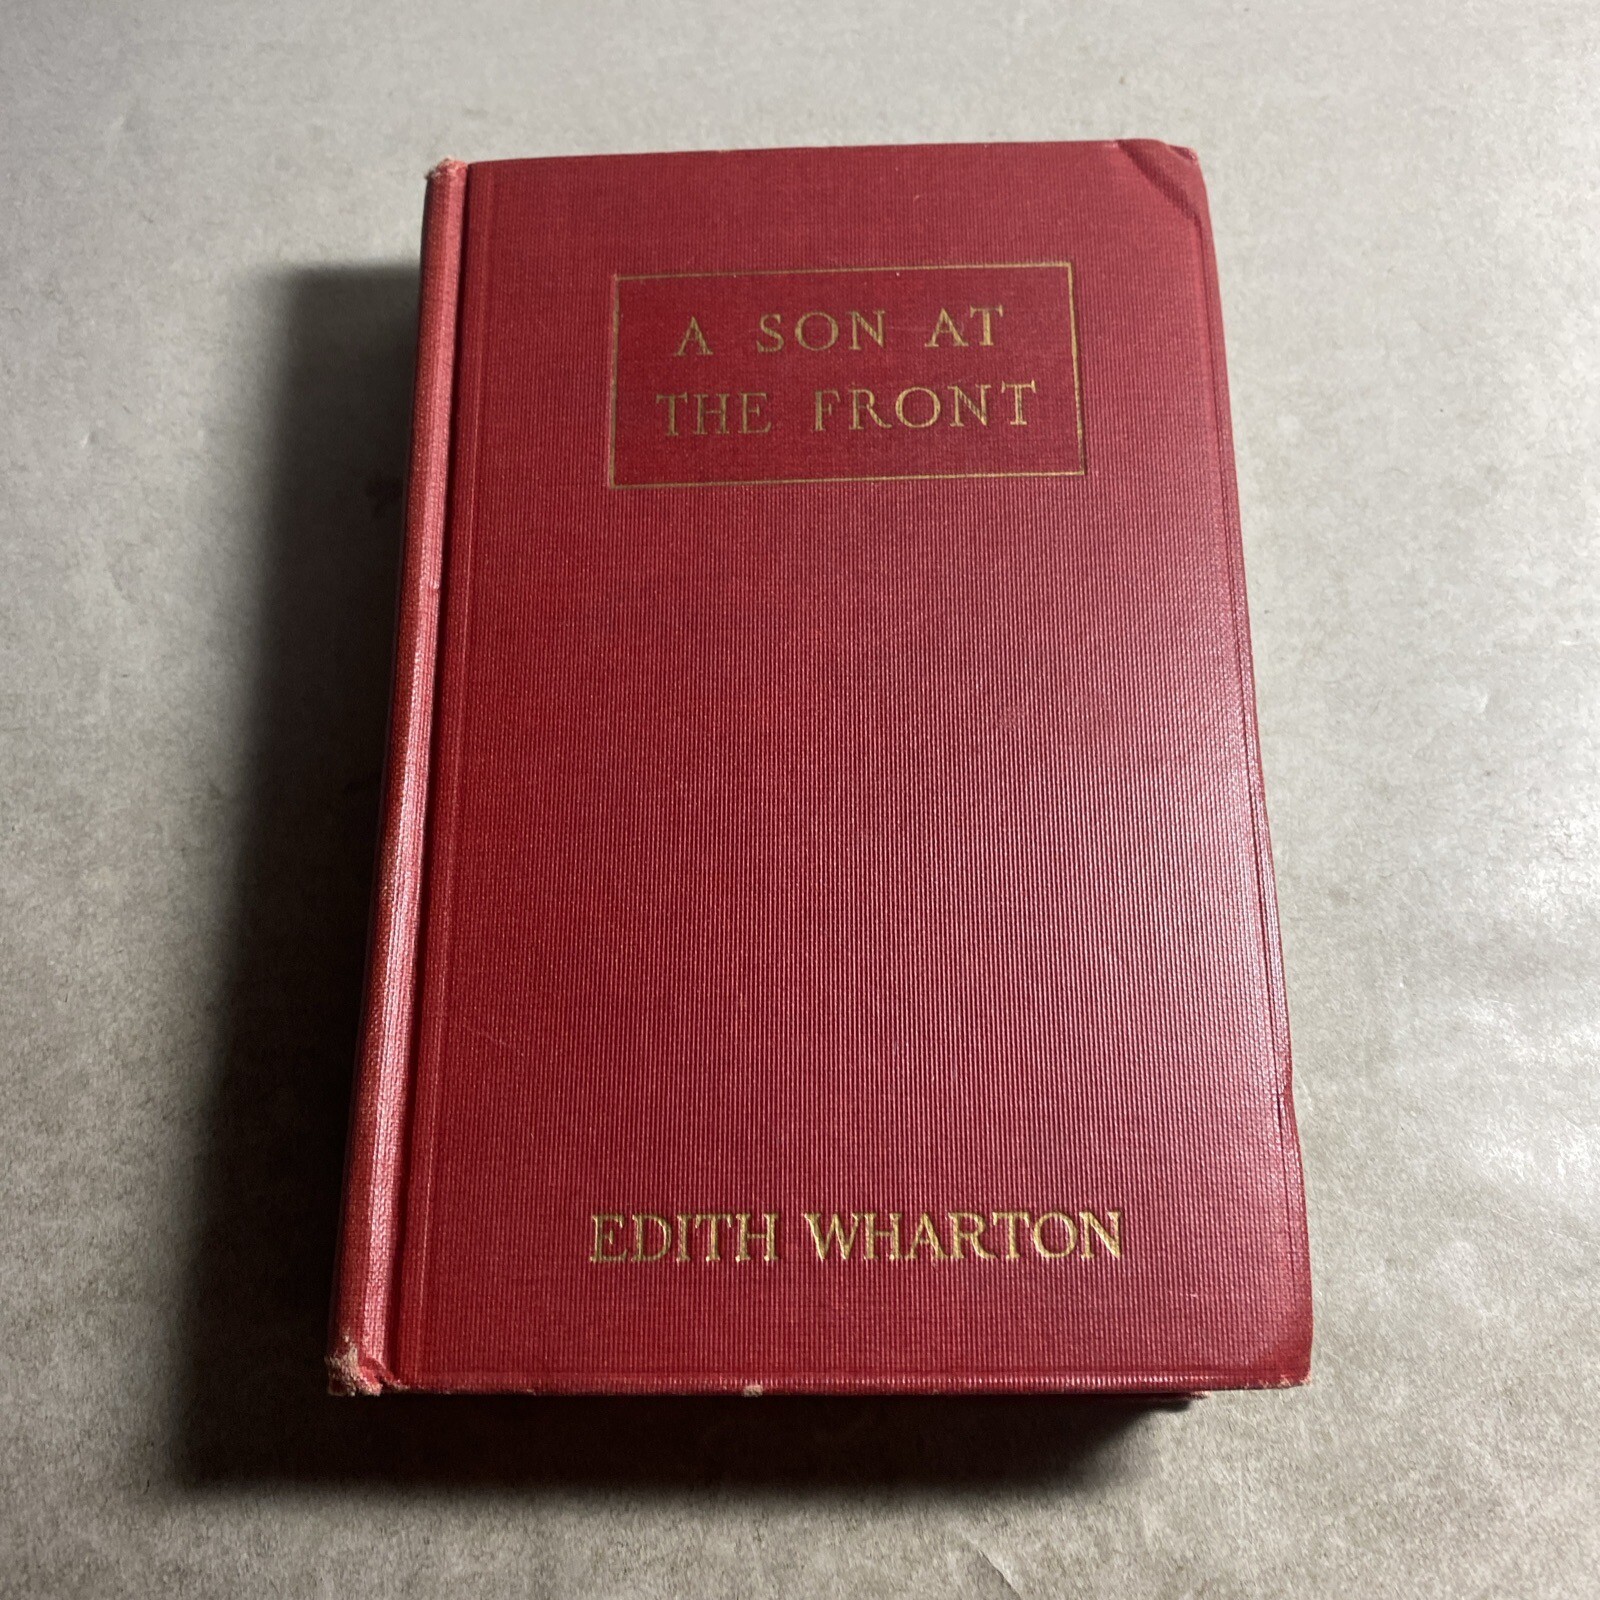 A SON AT
THE FRONT
EDITH WHARTON